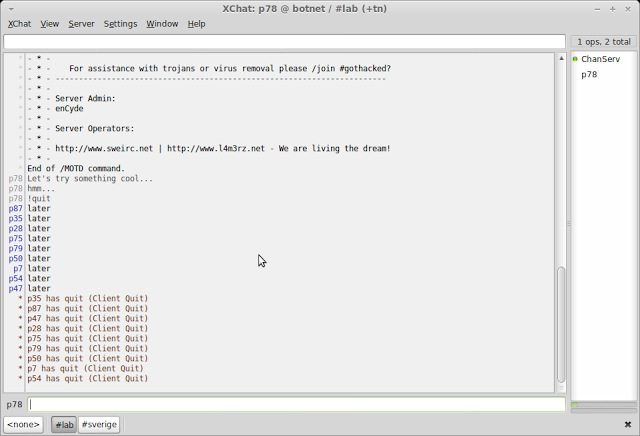 XChat: p78 @ botnet / #lab (+tn)
XChat View Server Settings Window Help
1 ops, 2 total
ChanServ
p78
* - * -
* - * - For assistance with trojans or virus removal please /join #gothacked?
* - * - --------------------------------------------------------------------
* - * -
* - * - Server Admin:
* - * - enCyde
* - * -
* - * - Server Operators:
* - * -
* - * - http://www.sweirc.net | http://www.l4m3rz.net - We are living the dream!
* - * -
* End of /MOTD command.
p78 Let's try something cool...
p78 hmm...
p78 !quit
p87 later
p35 later
p28 later
p75 later
p79 later
p50 later
p7 later
p54 later
p47 later
* p35 has quit (Client Quit)
* p87 has quit (Client Quit)
* p47 has quit (Client Quit)
* p28 has quit (Client Quit)
* p75 has quit (Client Quit)
* p79 has quit (Client Quit)
* p50 has quit (Client Quit)
* p7 has quit (Client Quit)
* p54 has quit (Client Quit)
p78
<none> #lab #sverige